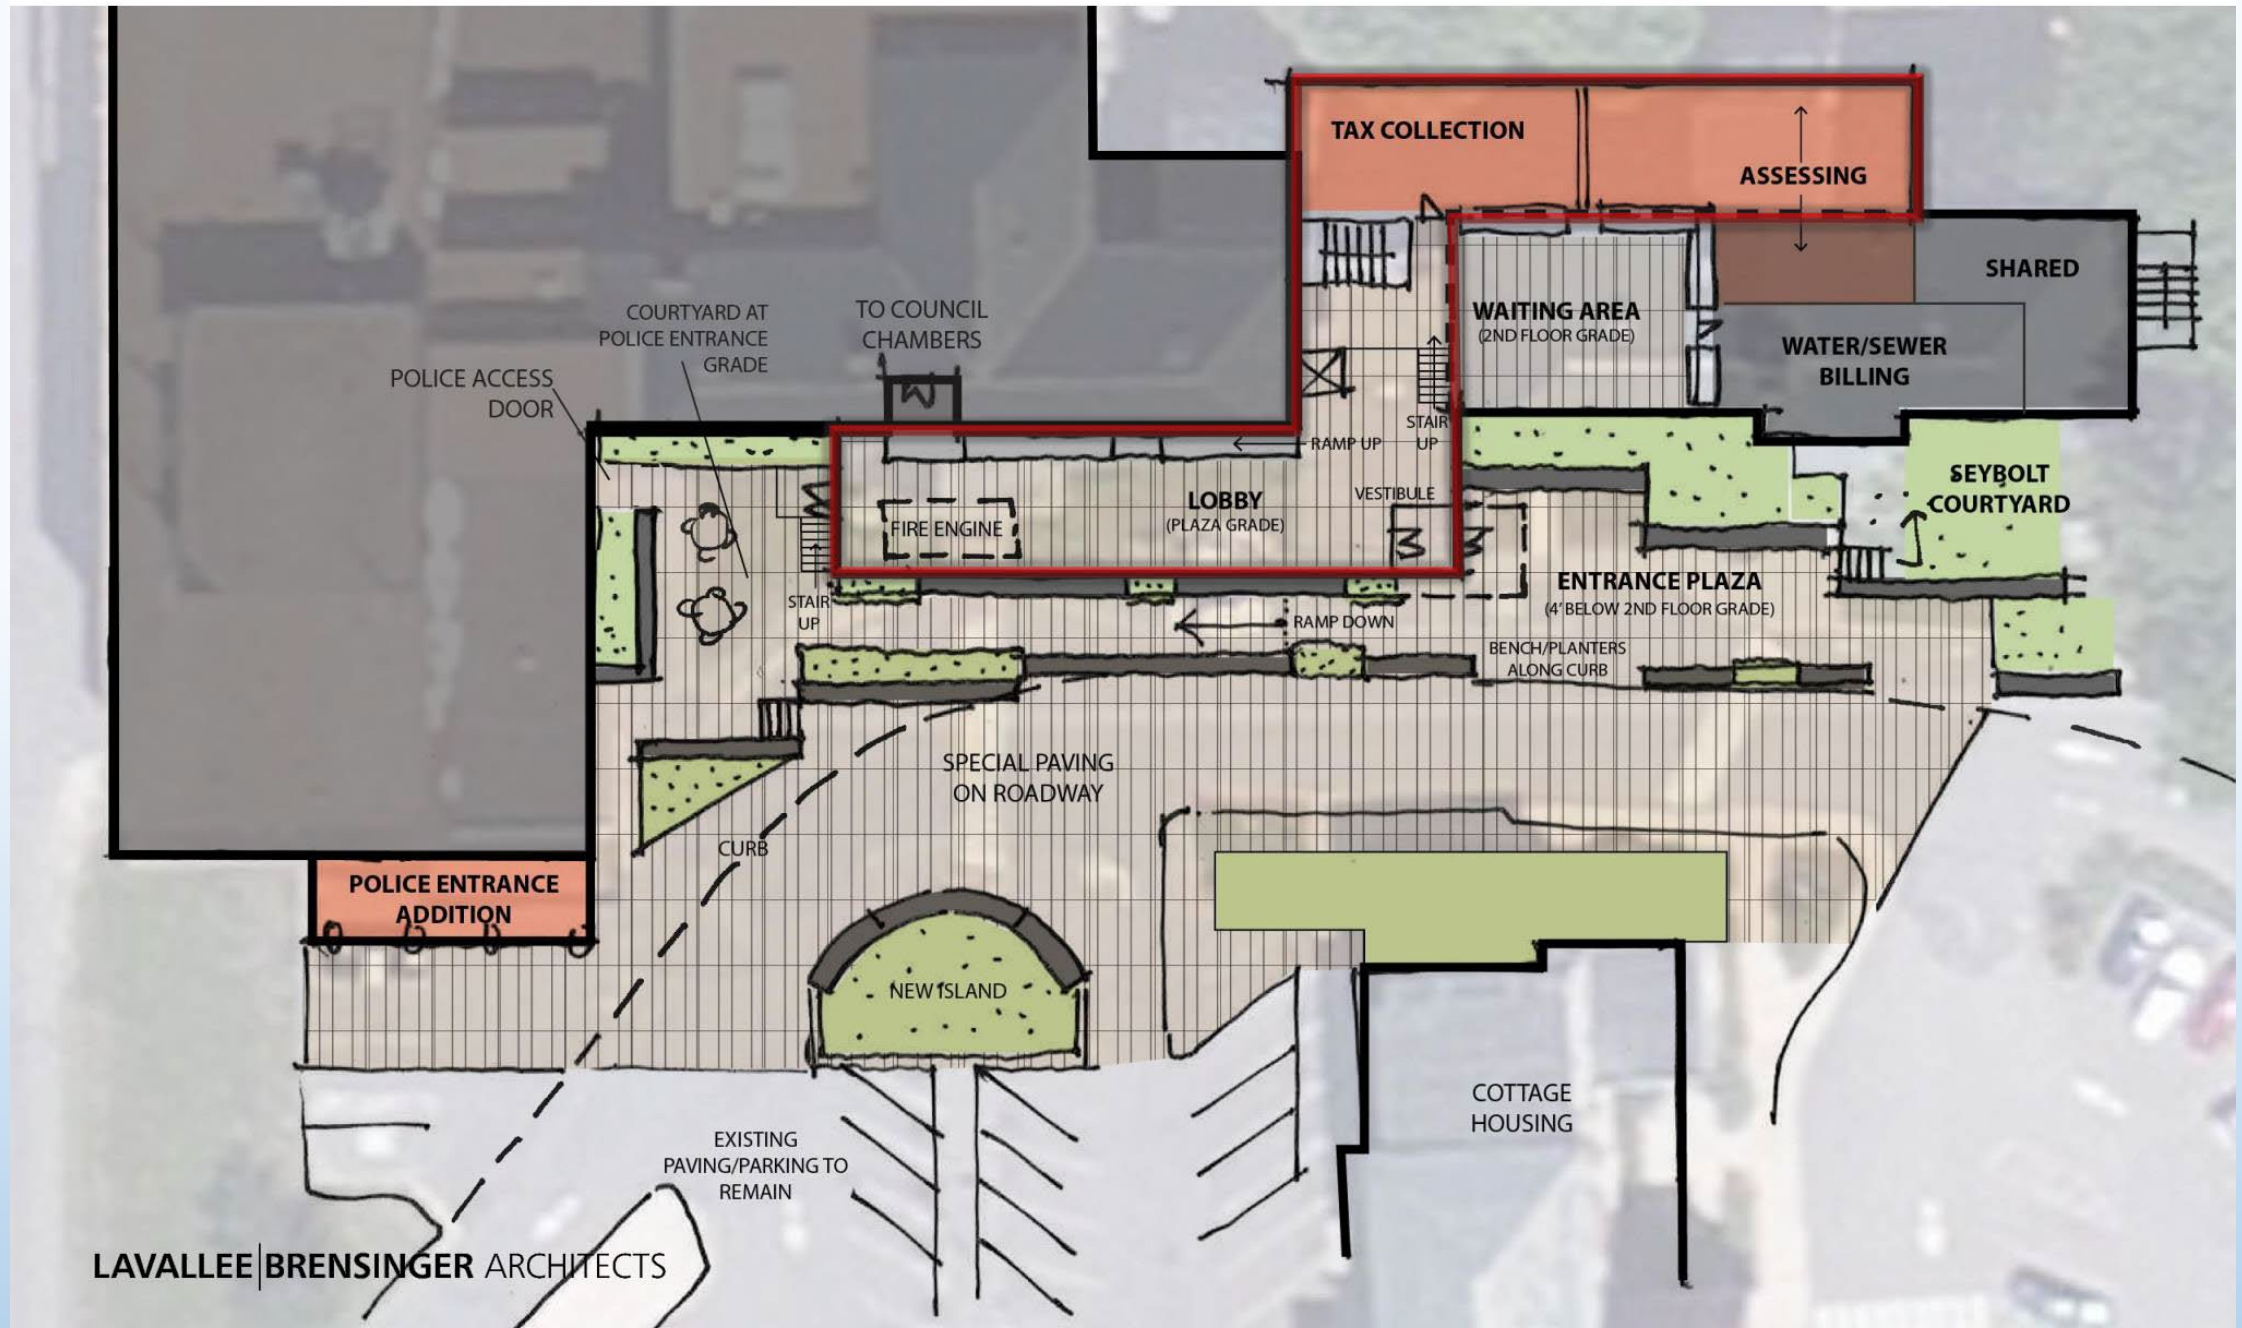 TAX COLLECTION
ASSESSING
SHARED
WAITING AREA
(2ND FLOOR GRADE)
WATER/SEWER
BILLING
COURTYARD AT
POLICE ENTRANCE
GRADE
TO COUNCIL
CHAMBERS
POLICE ACCESS
DOOR
RAMP UP
STAIR
UP
SEYBOLT
COURTYARD
LOBBY
(PLAZA GRADE)
VESTIBULE
FIRE ENGINE
ENTRANCE PLAZA
(4' BELOW 2ND FLOOR GRADE)
STAIR
UP
RAMP DOWN
BENCH/PLANTERS
ALONG CURB
SPECIAL PAVING
ON ROADWAY
CURB
POLICE ENTRANCE
ADDITION
NEW ISLAND
COTTAGE
HOUSING
EXISTING
PAVING/PARKING TO
REMAIN
LAVALLEE|BRENSINGER ARCHITECTS